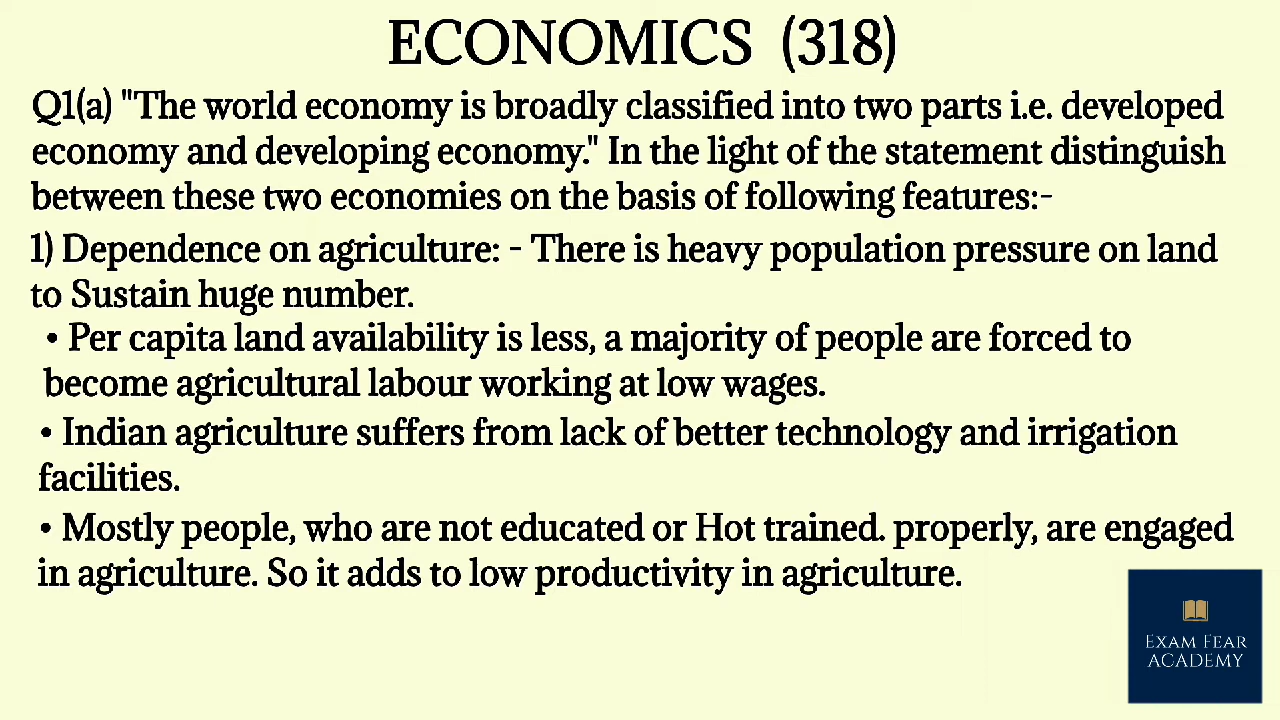 ECONOMICS (318)
Q1(a) "The world economy is broadly classified into two parts i.e. developed
economy and developing economy." In the light of the statement distinguish
between these two economies on the basis of following features:-
1) Dependence on agriculture: - There is heavy population pressure on land
to Sustain huge number.
• Per capita land availability is less, a majority of people are forced to
become agricultural labour working at low wages.
• Indian agriculture suffers from lack of better technology and irrigation
facilities.
• Mostly people, who are not educated or Hot trained. properly, are engaged
in agriculture. So it adds to low productivity in agriculture.
EXAM FEAR
ACADEMY